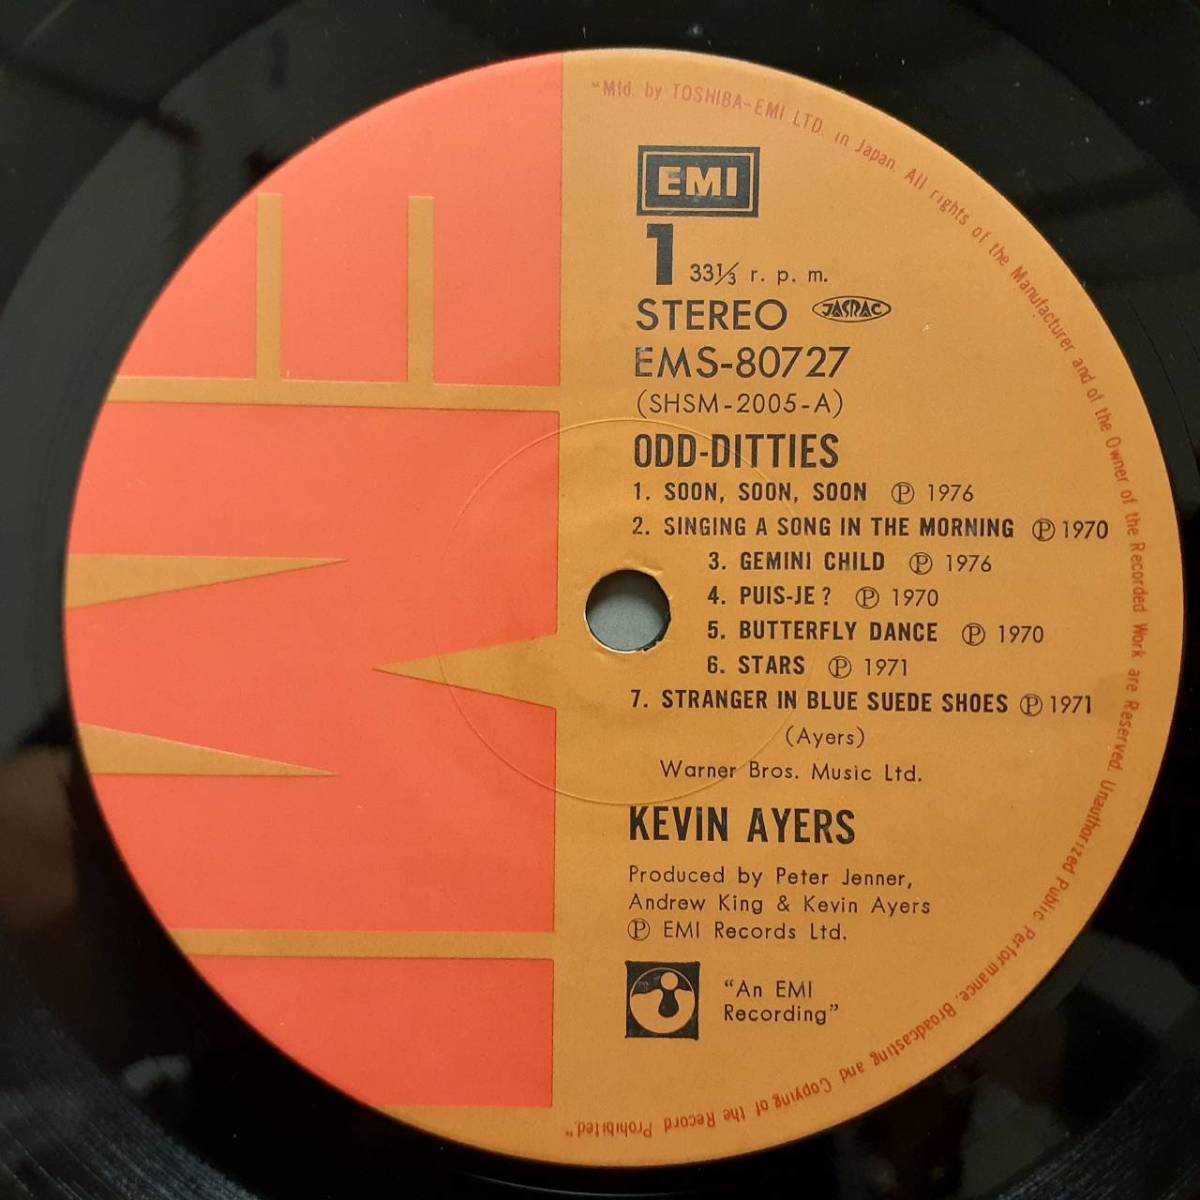 "Mfd. by TOSHIBA-EMI LTD. in Japan. All rights of the Manufacturer and of the Owner of the Recorded Work are Reserved. Unauthorized Public Performance, Broadcasting and Copying of the Record Prohibited."
EMI
1 33⅓ r. p. m.
STEREO JASRAC
EMS-80727
(SHSM-2005-A)
ODD-DITTIES
1. SOON, SOON, SOON Ⓟ 1976
2. SINGING A SONG IN THE MORNING Ⓟ 1970
3. GEMINI CHILD Ⓟ 1976
4. PUIS-JE? Ⓟ 1970
5. BUTTERFLY DANCE Ⓟ 1970
6. STARS Ⓟ 1971
7. STRANGER IN BLUE SUEDE SHOES Ⓟ 1971
(Ayers)
Warner Bros. Music Ltd.
KEVIN AYERS
Produced by Peter Jenner,
Andrew King & Kevin Ayers
Ⓟ EMI Records Ltd.
"An EMI
Recording"